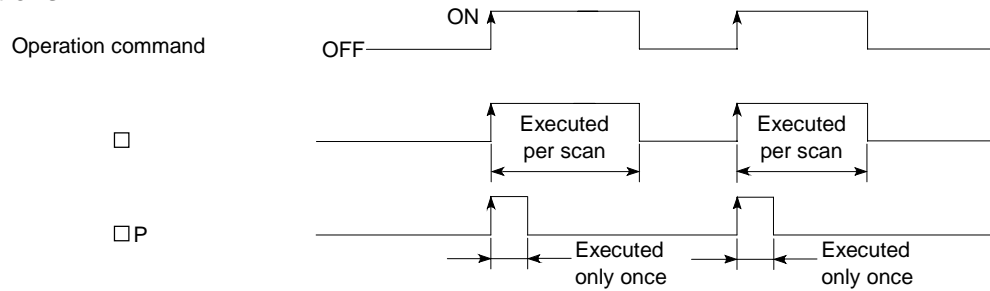 ON
Operation command
OFF
□
Executed
per scan
Executed
per scan
□P
Executed
only once
Executed
only once